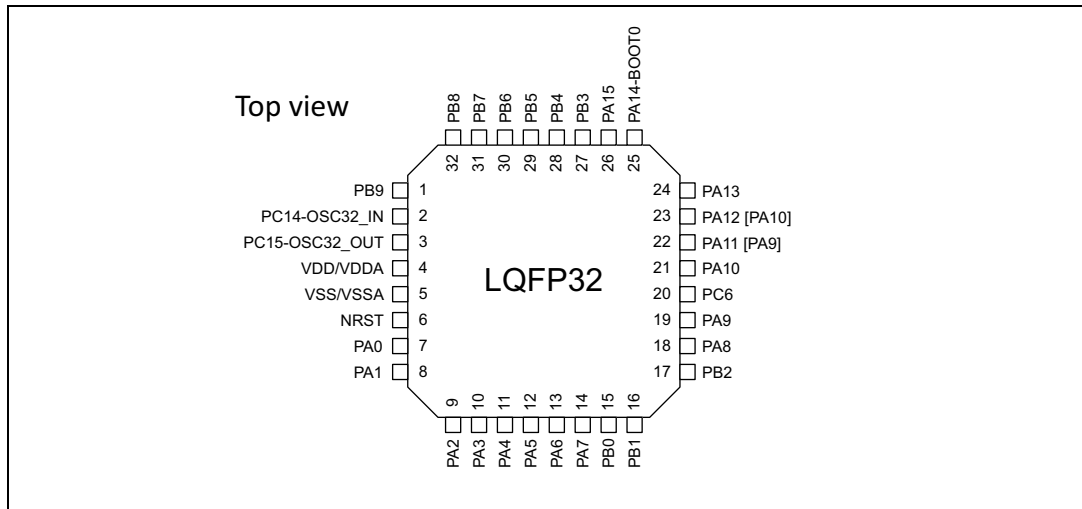 Top view
PB8
PB7
PB6
PB5
PB4
PB3
PA15
PA14-BOOT0
32
31
30
29
28
27
26
25
PB9 1
PC14-OSC32_IN 2
PC15-OSC32_OUT 3
VDD/VDDA 4
VSS/VSSA 5
NRST 6
PA0 7
PA1 8
LQFP32
24 PA13
23 PA12 [PA10]
22 PA11 [PA9]
21 PA10
20 PC6
19 PA9
18 PA8
17 PB2
9
10
11
12
13
14
15
16
PA2
PA3
PA4
PA5
PA6
PA7
PB0
PB1